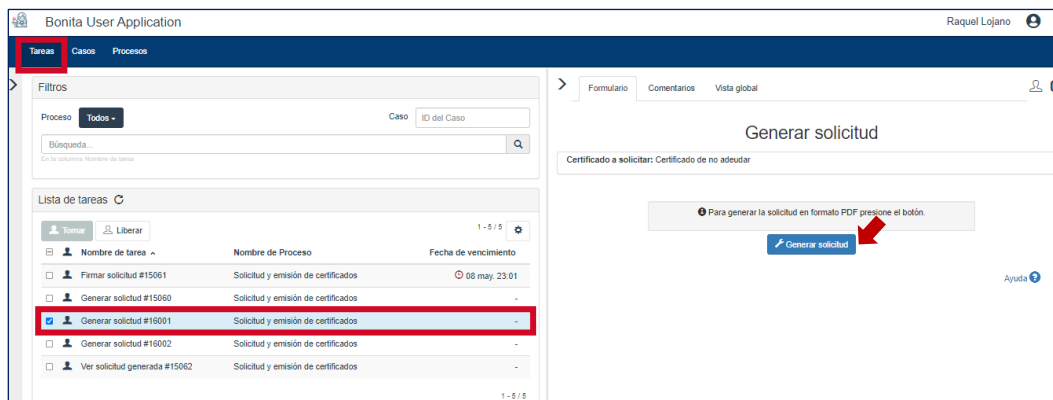 Bonita User Application
Raquel Lojano
Tareas Casos Procesos
Filtros
Proceso Todos
Caso ID del Caso
Búsqueda...
En la columna Nombre de tarea
Lista de tareas
Tomar Liberar
1 - 5 / 5
Nombre de tarea Nombre de Proceso Fecha de vencimiento
Firmar solicitud #15061 Solicitud y emisión de certificados 08 may. 23:01
Generar solictud #15060 Solicitud y emisión de certificados -
Generar solictud #16001 Solicitud y emisión de certificados -
Generar solictud #16002 Solicitud y emisión de certificados -
Ver solicitud generada #15062 Solicitud y emisión de certificados -
1 - 5 / 5
Formulario Comentarios Vista global
Generar solicitud
Certificado a solicitar: Certificado de no adeudar
Para generar la solicitud en formato PDF presione el botón.
Generar solicitud
Ayuda